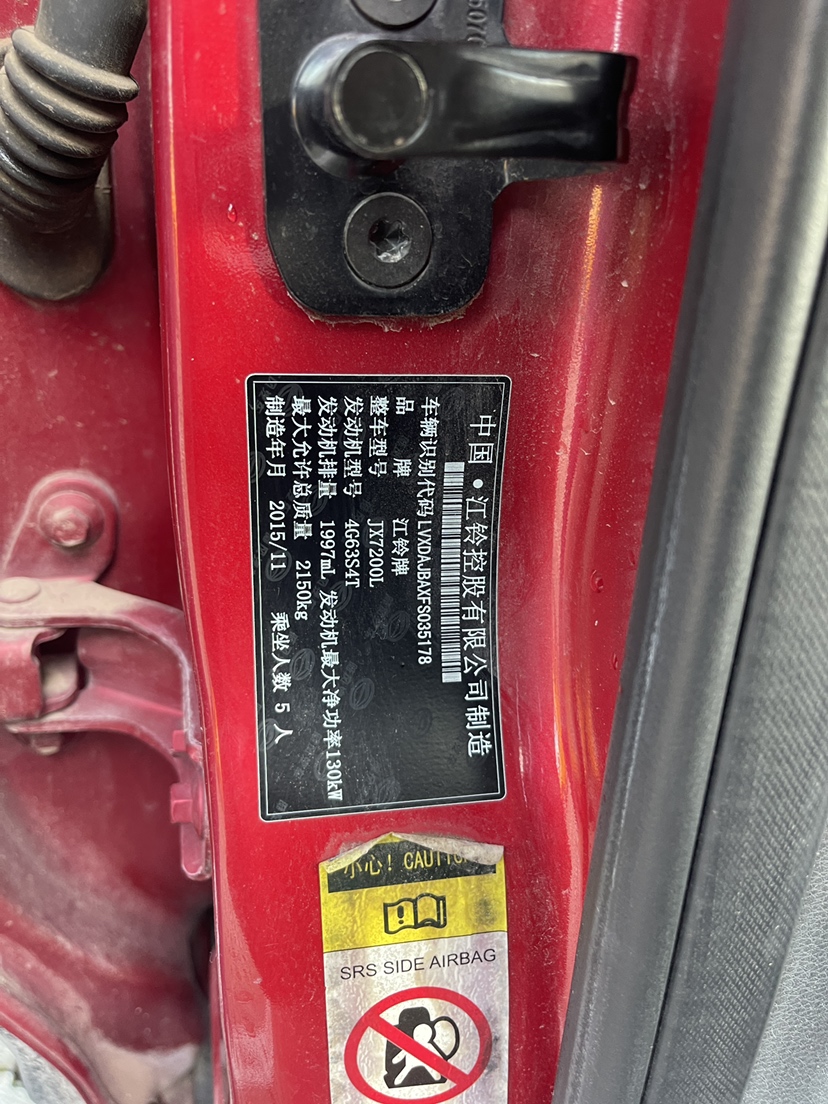 中国·江铃控股有限公司制造
车辆识别代码 LVXDAJBAXFS035178
品 牌 江铃牌
整车型号 JX7200L
发动机型号 4G63S4T
发动机排量 1997mL 发动机最大净功率130kW
最大允许总质量 2150kg
制造年月 2015/11 乘坐人数 5 人
小心! CAUTION
SRS SIDE AIRBAG